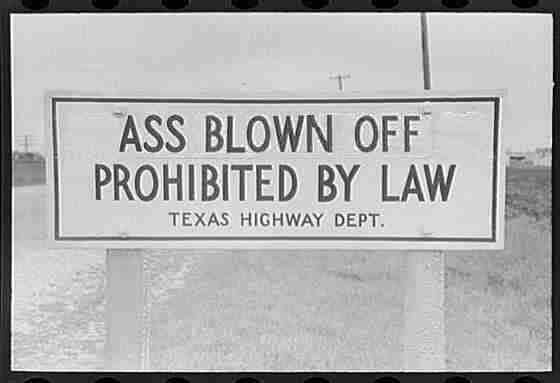 ASS BLOWN OFF
PROHIBITED BY LAW
TEXAS HIGHWAY DEPT.